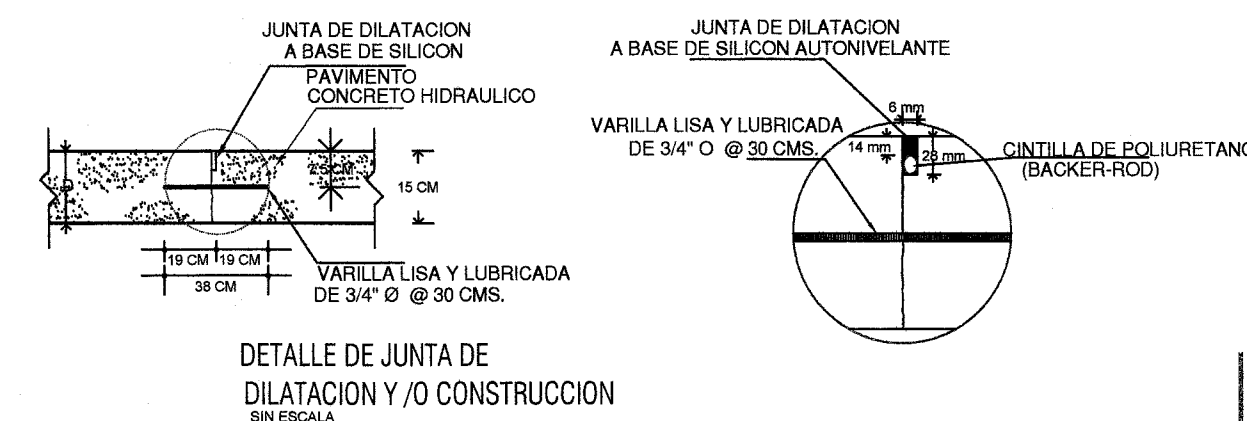 JUNTA DE DILATACION
A BASE DE SILICON
PAVIMENTO
CONCRETO HIDRAULICO
15 CM
19 CM 19 CM
38 CM
VARILLA LISA Y LUBRICADA
DE 3/4" Ø @ 30 CMS.
DETALLE DE JUNTA DE
DILATACION Y /O CONSTRUCCION
SIN ESCALA
JUNTA DE DILATACION
A BASE DE SILICON AUTONIVELANTE
6 mm
VARILLA LISA Y LUBRICADA
DE 3/4" O @ 30 CMS.
14 mm
28 mm
CINTILLA DE POLIURETANO
(BACKER-ROD)